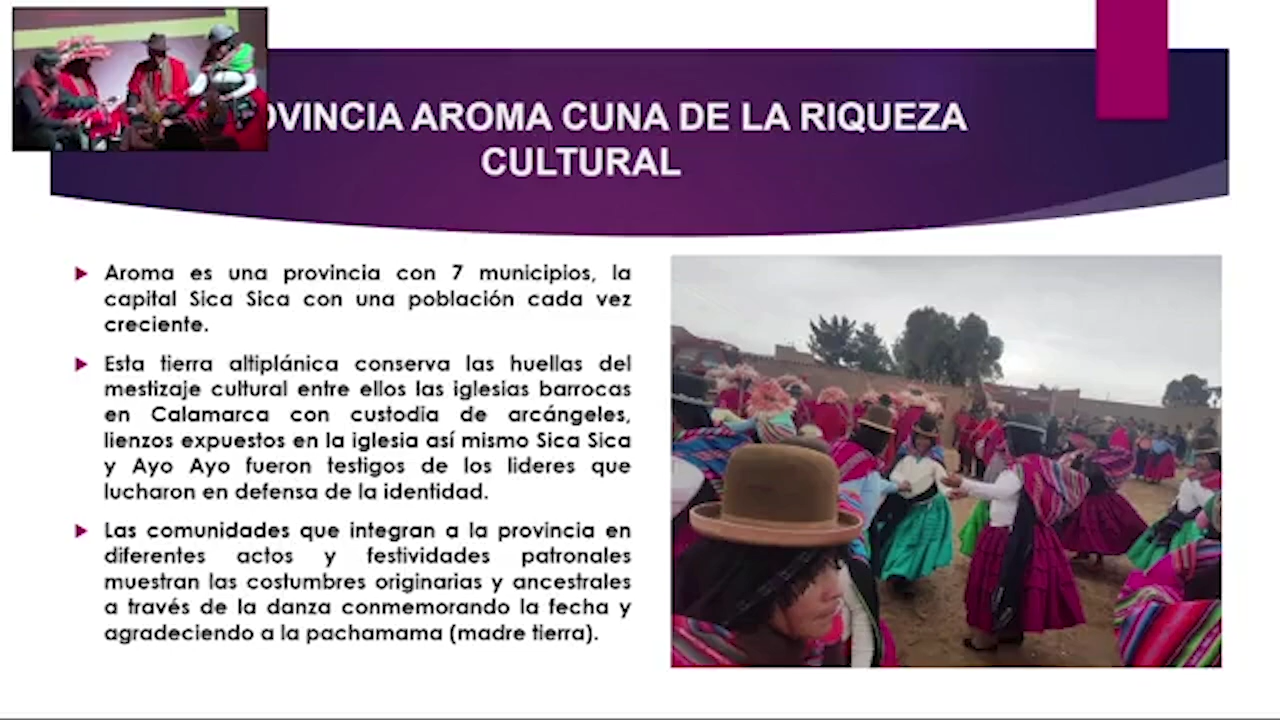 OVINCIA AROMA CUNA DE LA RIQUEZA
CULTURAL
Aroma es una provincia con 7 municipios, la
capital Sica Sica con una población cada vez
creciente.
Esta tierra altiplánica conserva las huellas del
mestizaje cultural entre ellos las iglesias barrocas
en Calamarca con custodia de arcángeles,
lienzos expuestos en la iglesia así mismo Sica Sica
y Ayo Ayo fueron testigos de los lideres que
lucharon en defensa de la identidad.
Las comunidades que integran a la provincia en
diferentes actos y festividades patronales
muestran las costumbres originarias y ancestrales
a través de la danza conmemorando la fecha y
agradeciendo a la pachamama (madre tierra).